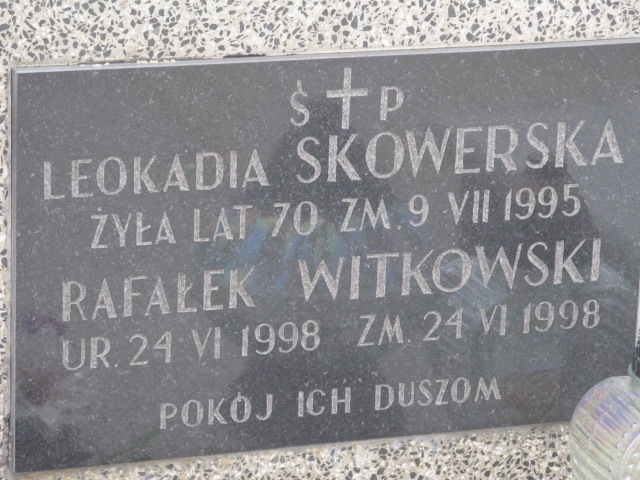 Ś P
LEOKADIA SKOWERSKA
ŻYŁA LAT 70 ZM. 9 VII 1995
RAFAŁEK WITKOWSKI
UR. 24 VI 1998 ZM. 24 VI 1998
POKÓJ ICH DUSZOM